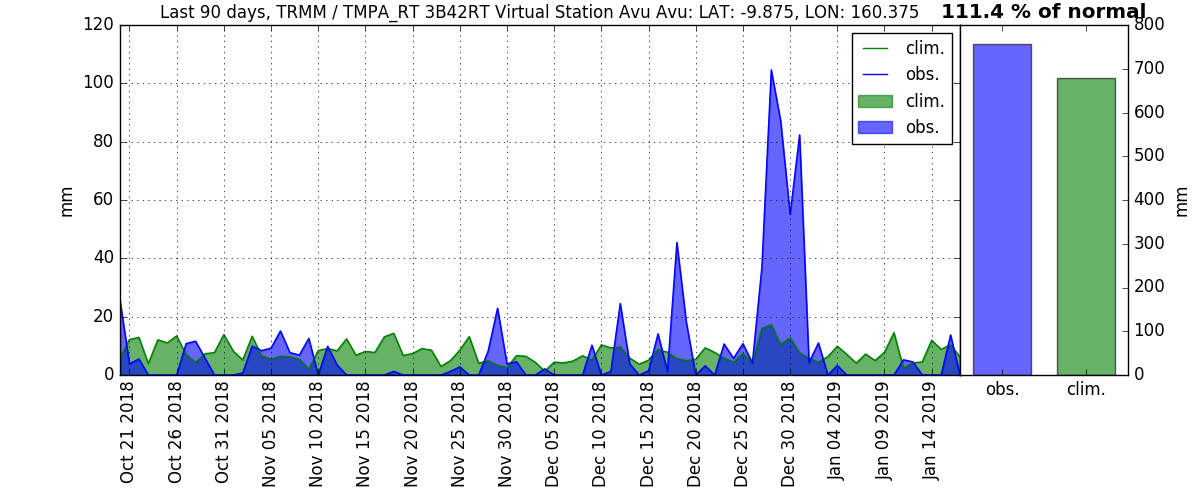 Last 90 days, TRMM / TMPA_RT 3B42RT Virtual Station Avu Avu: LAT: -9.875, LON: 160.375
111.4 % of normal
120
100
80
60
40
20
0
mm
clim.
obs.
clim.
obs.
800
700
600
500
400
300
200
100
0
mm
Oct 21 2018
Oct 26 2018
Oct 31 2018
Nov 05 2018
Nov 10 2018
Nov 15 2018
Nov 20 2018
Nov 25 2018
Nov 30 2018
Dec 05 2018
Dec 10 2018
Dec 15 2018
Dec 20 2018
Dec 25 2018
Dec 30 2018
Jan 04 2019
Jan 09 2019
Jan 14 2019
obs.
clim.